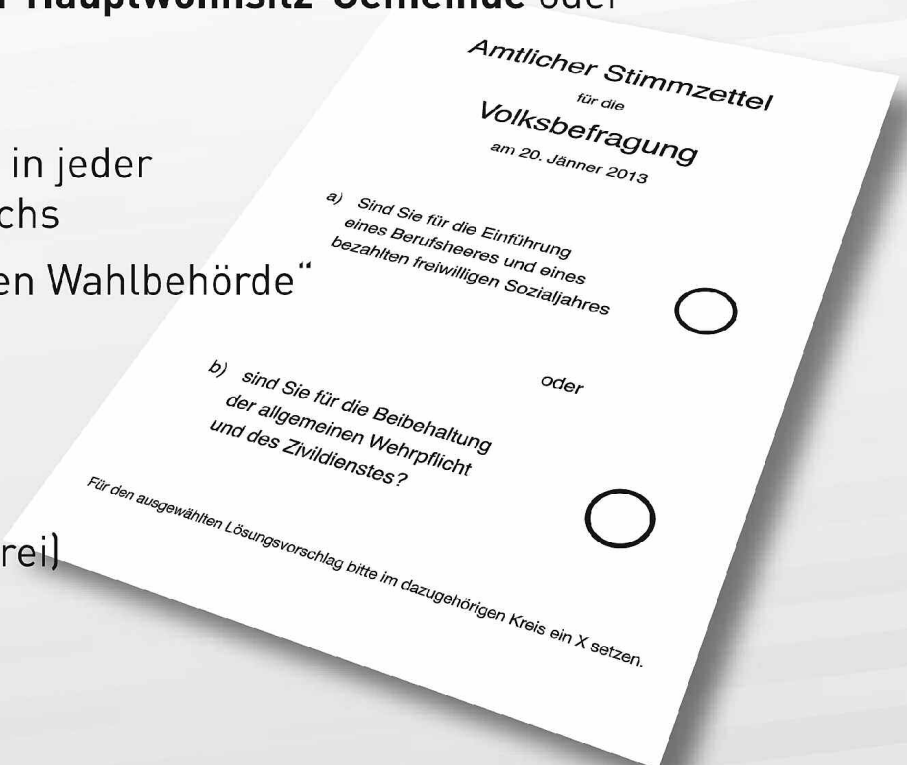 Hauptwohnsitz-Gemeinde oder
in jeder
chs
en Wahlbehörde“
rei)
Amtlicher Stimmzettel
für die
Volksbefragung
am 20. Jänner 2013
a) Sind Sie für die Einführung
eines Berufsheeres und eines
bezahlten freiwilligen Sozialjahres
oder
b) sind Sie für die Beibehaltung
der allgemeinen Wehrpflicht
und des Zivildienstes?
Für den ausgewählten Lösungsvorschlag bitte im dazugehörigen Kreis ein X setzen.